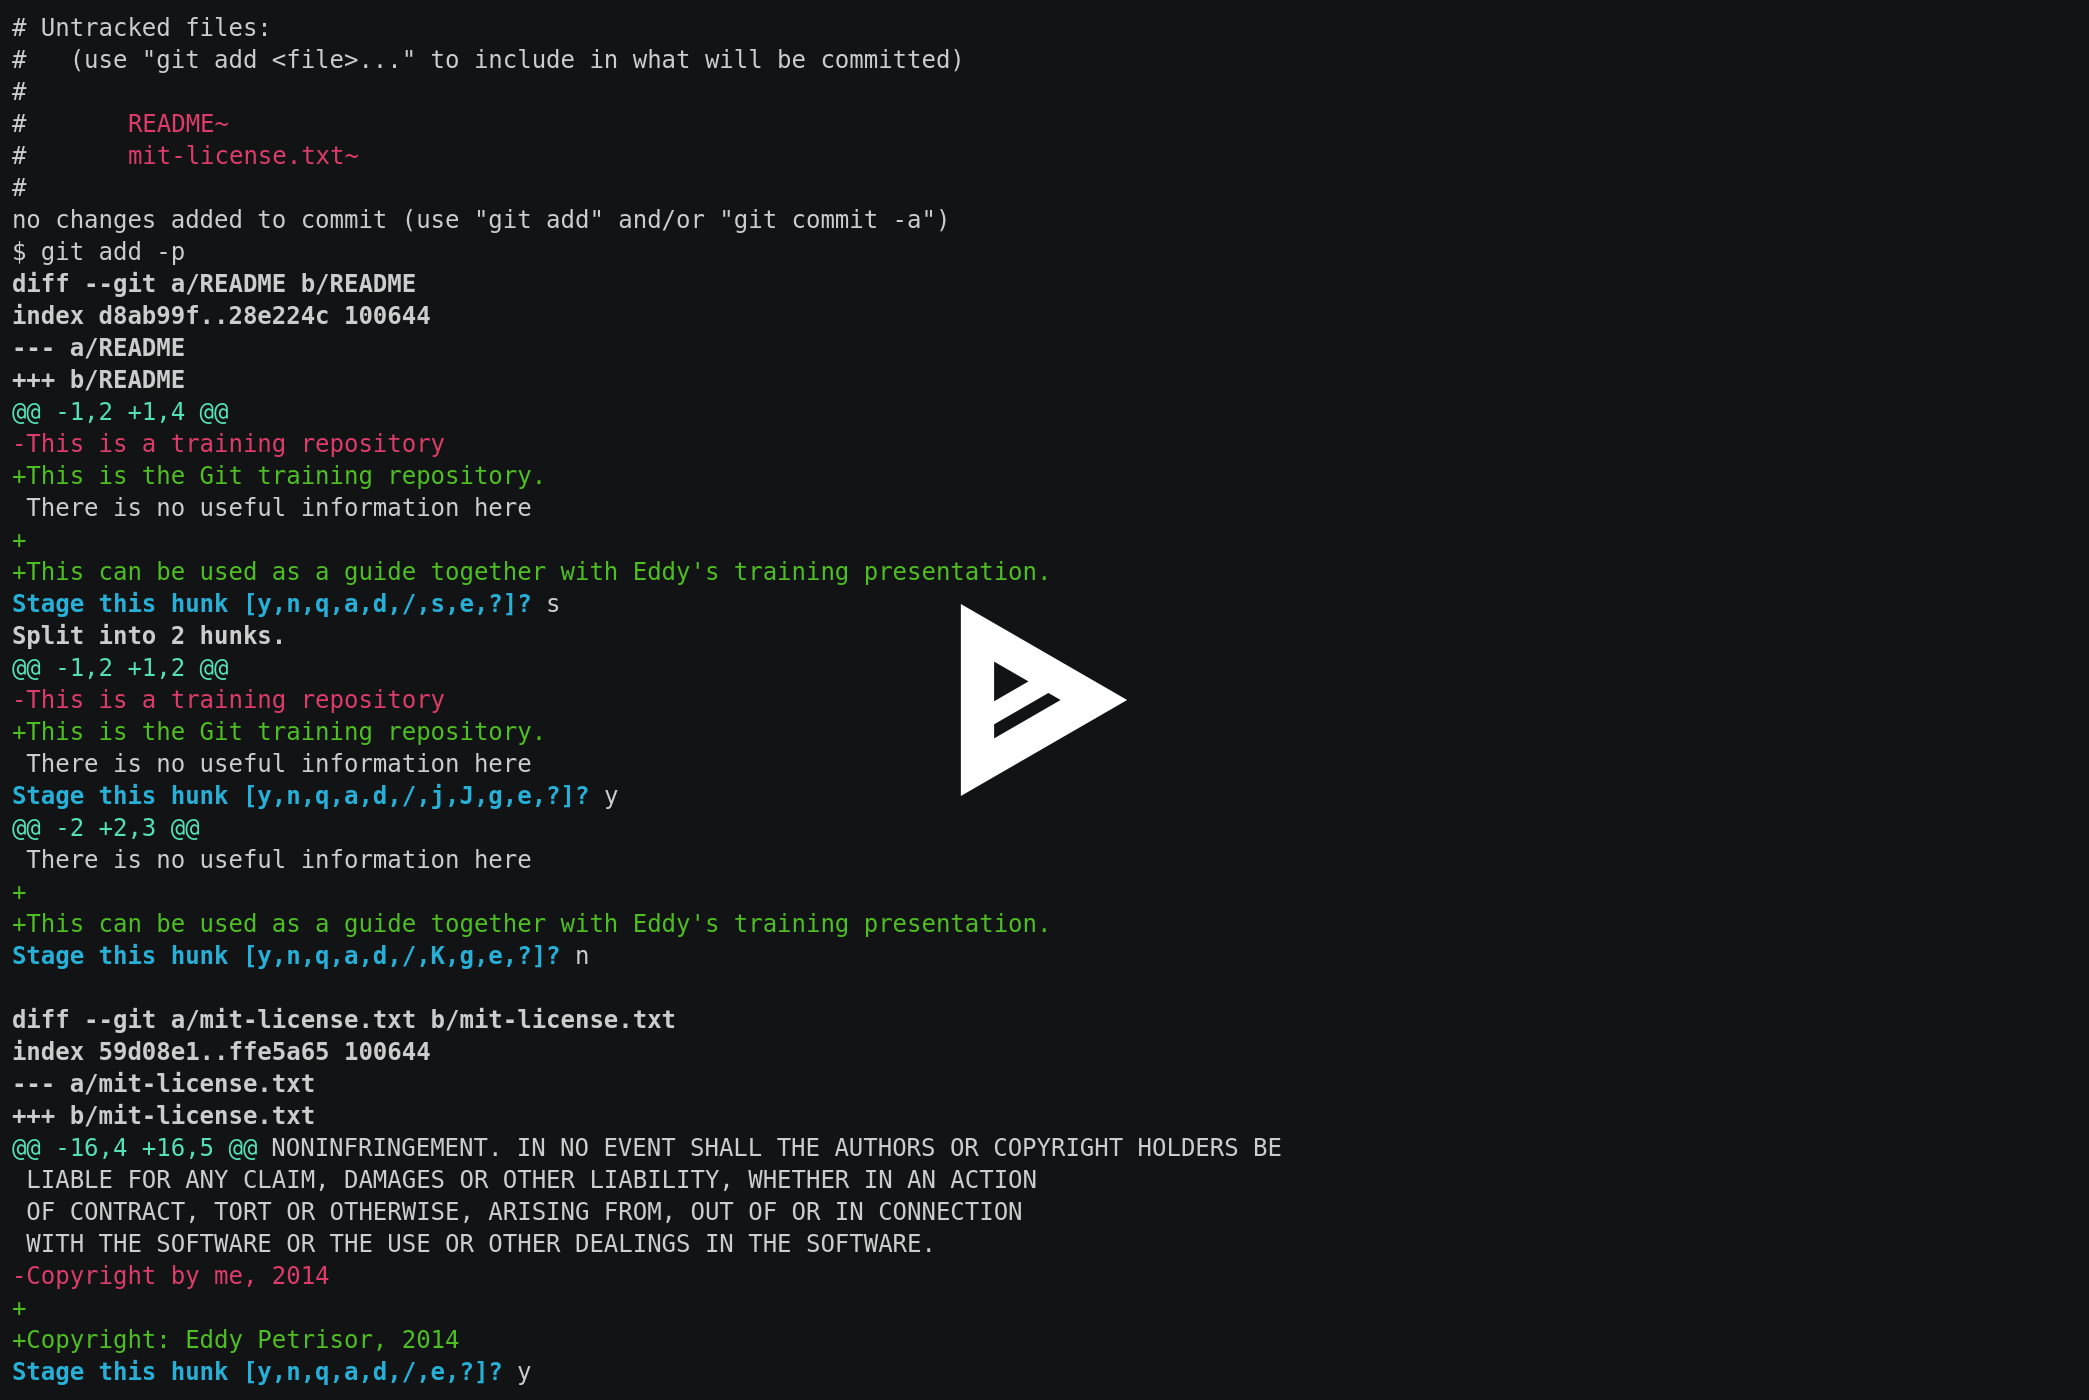 # Untracked files:
#   (use "git add <file>..." to include in what will be committed)
#
#       README~
#       mit-license.txt~
#
no changes added to commit (use "git add" and/or "git commit -a")
$ git add -p
diff --git a/README b/README
index d8ab99f..28e224c 100644
--- a/README
+++ b/README
@@ -1,2 +1,4 @@
-This is a training repository
+This is the Git training repository.
 There is no useful information here
+
+This can be used as a guide together with Eddy's training presentation.
Stage this hunk [y,n,q,a,d,/,s,e,?]? s
Split into 2 hunks.
@@ -1,2 +1,2 @@
-This is a training repository
+This is the Git training repository.
 There is no useful information here
Stage this hunk [y,n,q,a,d,/,j,J,g,e,?]? y
@@ -2 +2,3 @@
 There is no useful information here
+
+This can be used as a guide together with Eddy's training presentation.
Stage this hunk [y,n,q,a,d,/,K,g,e,?]? n

diff --git a/mit-license.txt b/mit-license.txt
index 59d08e1..ffe5a65 100644
--- a/mit-license.txt
+++ b/mit-license.txt
@@ -16,4 +16,5 @@ NONINFRINGEMENT. IN NO EVENT SHALL THE AUTHORS OR COPYRIGHT HOLDERS BE
 LIABLE FOR ANY CLAIM, DAMAGES OR OTHER LIABILITY, WHETHER IN AN ACTION
 OF CONTRACT, TORT OR OTHERWISE, ARISING FROM, OUT OF OR IN CONNECTION
 WITH THE SOFTWARE OR THE USE OR OTHER DEALINGS IN THE SOFTWARE.
-Copyright by me, 2014
+
+Copyright: Eddy Petrisor, 2014
Stage this hunk [y,n,q,a,d,/,e,?]? y